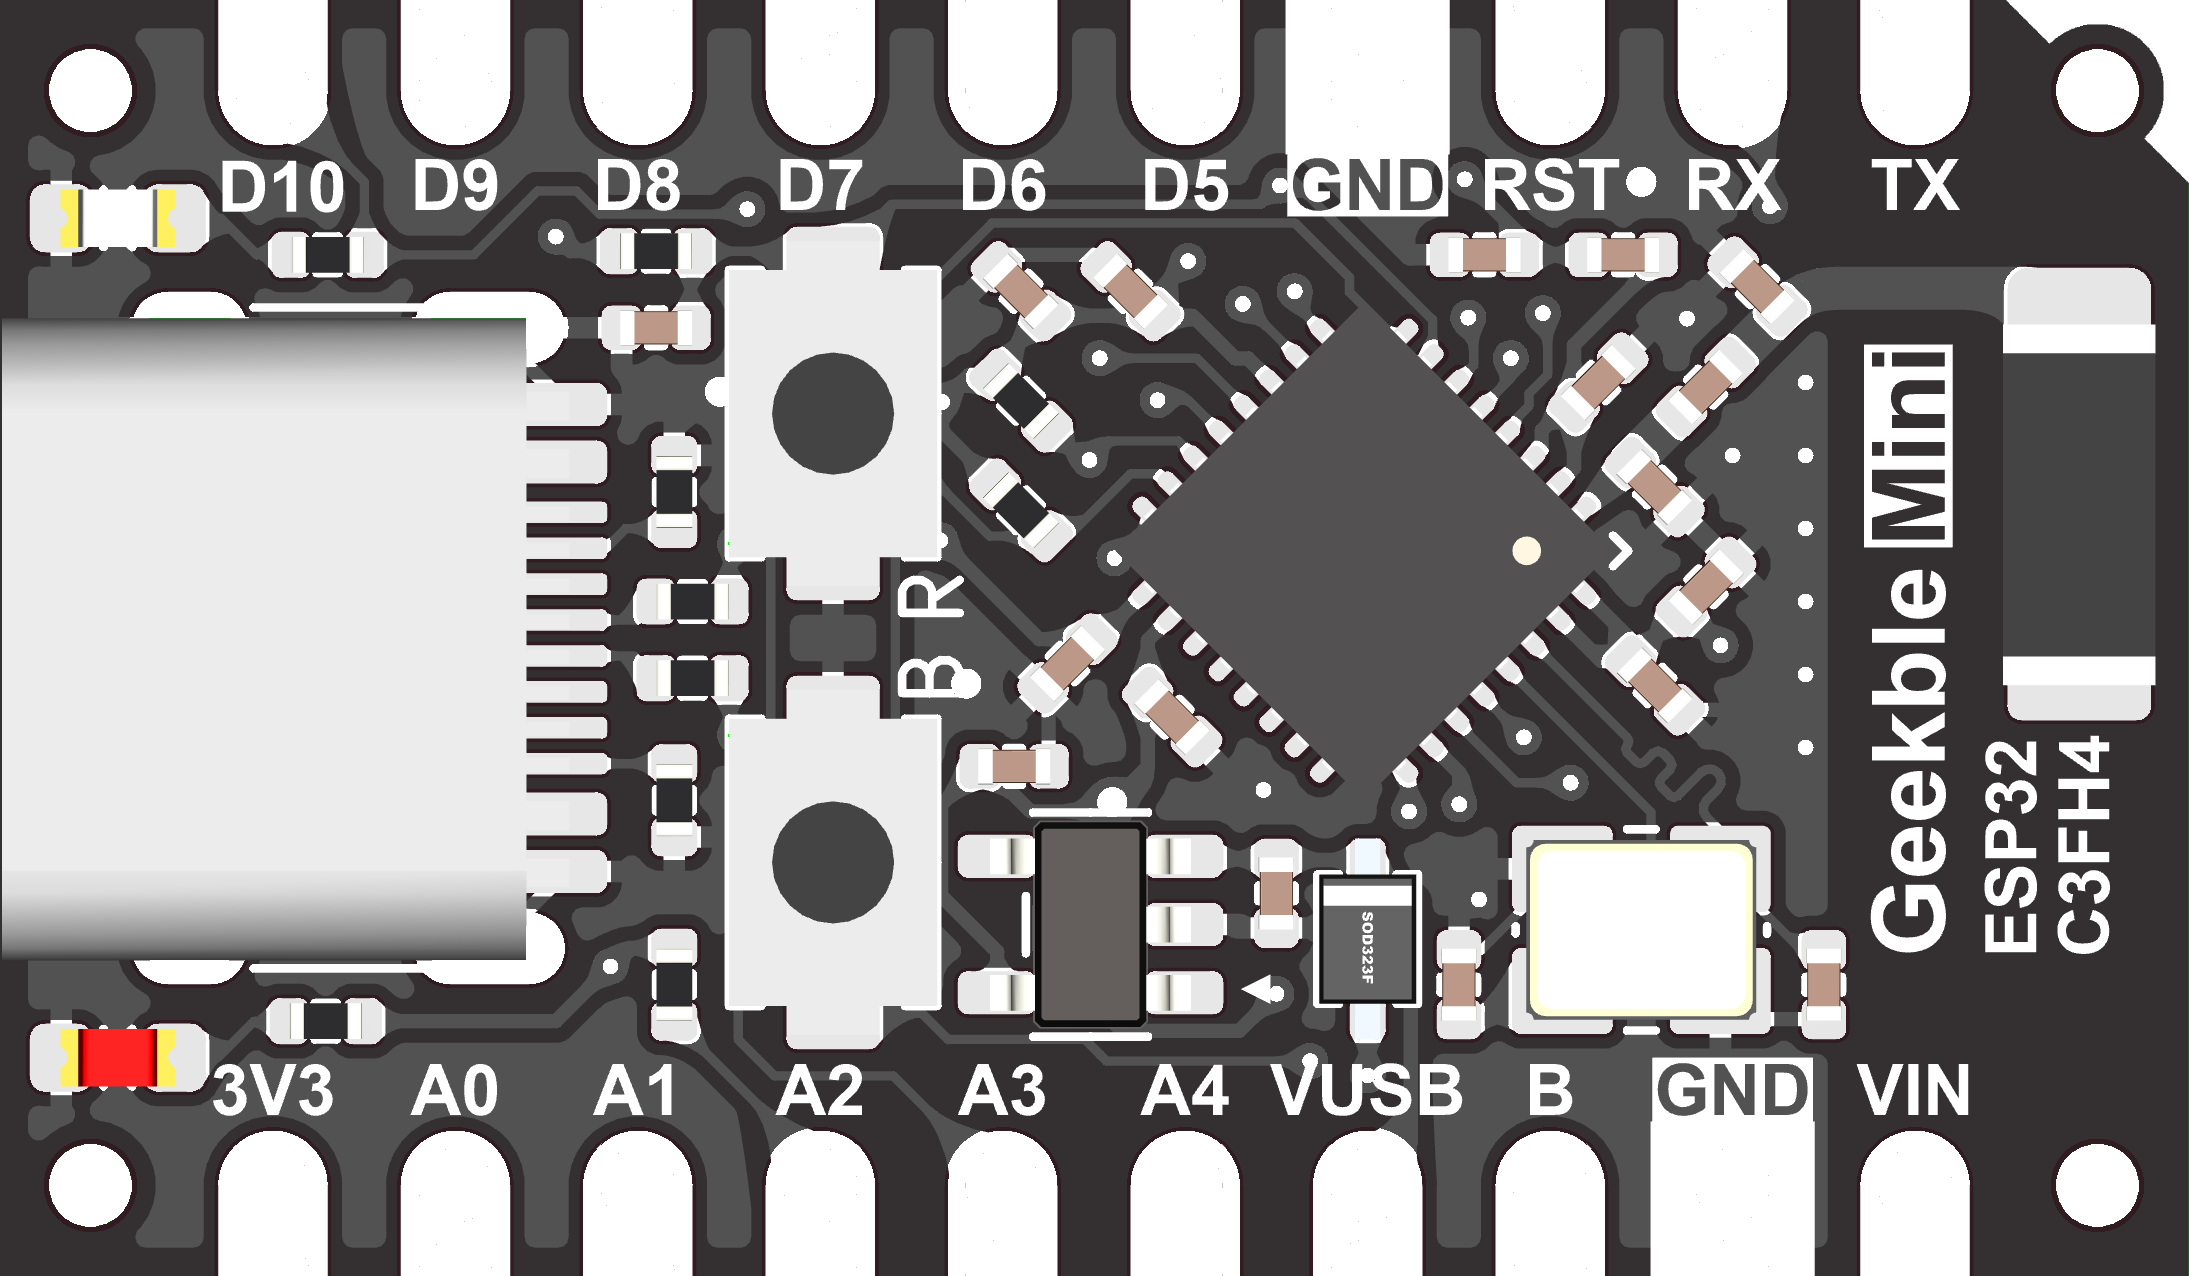 D10 D9 D8 D7 D6 D5 GND RST RX TX
R
B
Geekble Mini
ESP32
C3FH4
SOD323F
3V3 A0 A1 A2 A3 A4 VUSB B GND VIN